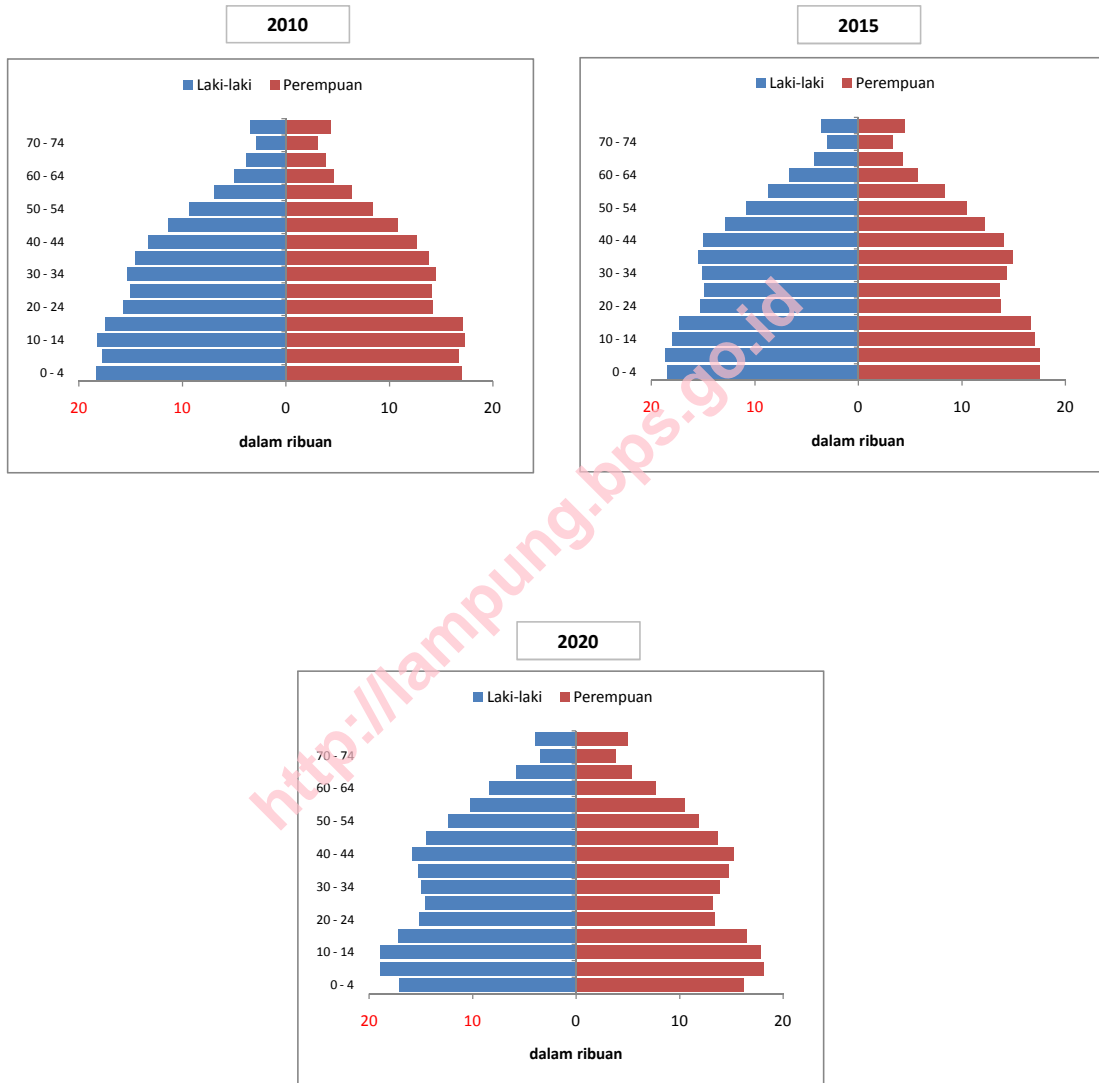 2010
Laki-laki Perempuan
70 - 74
60 - 64
50 - 54
40 - 44
30 - 34
20 - 24
10 - 14
0 - 4
20 10 0 10 20
dalam ribuan
2015
Laki-laki Perempuan
70 - 74
60 - 64
50 - 54
40 - 44
30 - 34
20 - 24
10 - 14
0 - 4
20 10 0 10 20
dalam ribuan
2020
Laki-laki Perempuan
70 - 74
60 - 64
50 - 54
40 - 44
30 - 34
20 - 24
10 - 14
0 - 4
20 10 0 10 20
dalam ribuan
http://lampung.bps.go.id